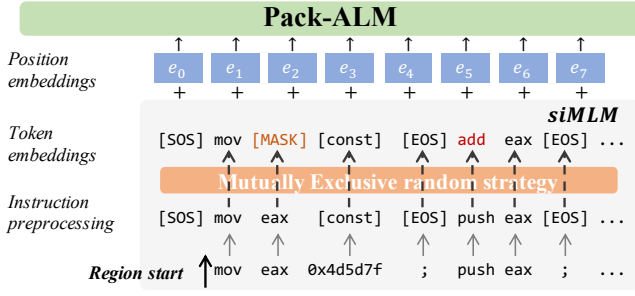 Pack-ALM
Position embeddings
e0 e1 e2 e3 e4 e5 e6 e7
+ + + + + + + +
siMLM
Token embeddings
[SOS] mov [MASK] [const] [EOS] add eax [EOS] ...
Mutually Exclusive random strategy
Instruction preprocessing
[SOS] mov eax [const] [EOS] push eax [EOS] ...
Region start mov eax 0x4d5d7f ; push eax ; ...